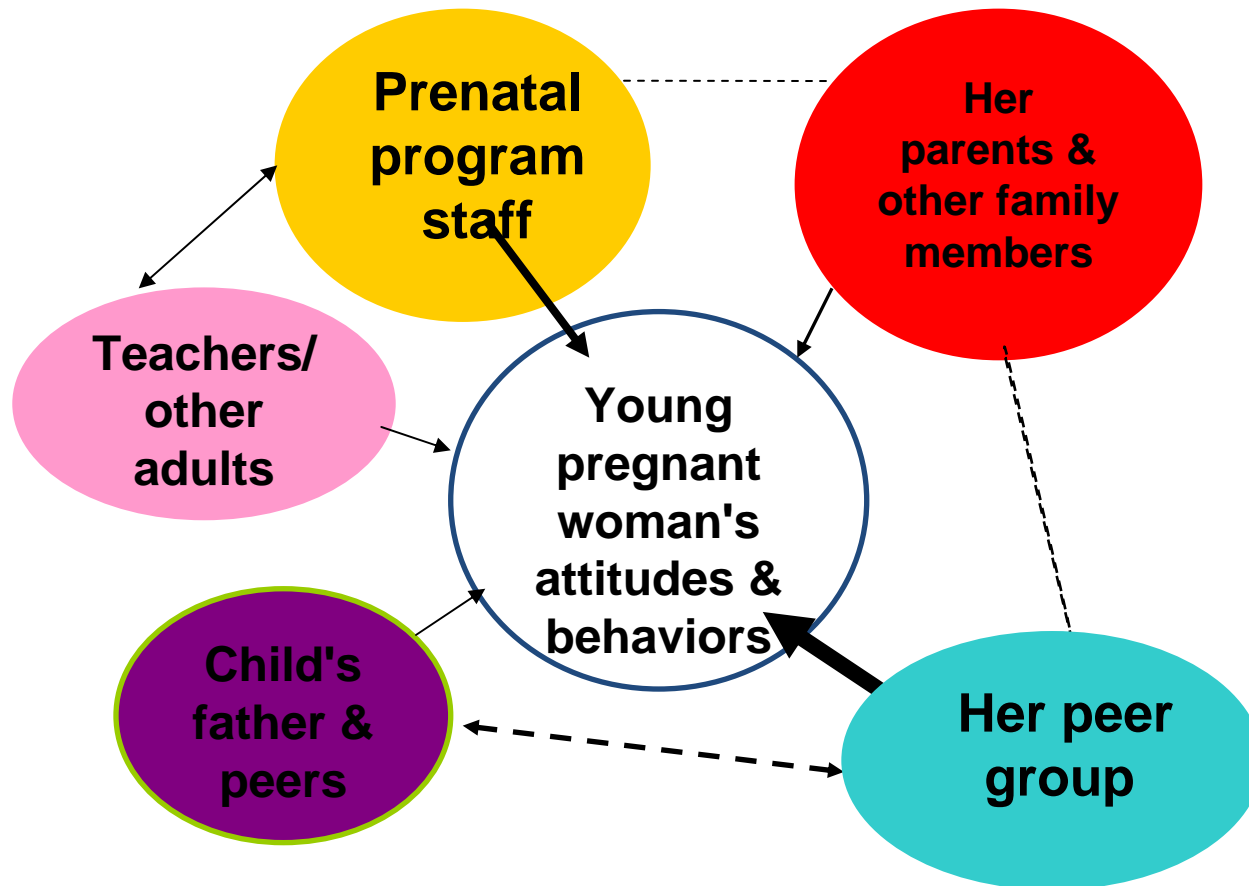 Prenatal
program
staff
Her
parents &
other family
members
Teachers/
other
adults
Young
pregnant
woman's
attitudes &
behaviors
Child's
father &
peers
Her peer
group